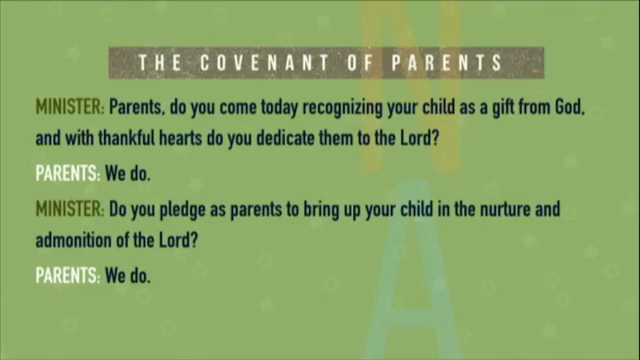 THE COVENANT OF PARENTS
MINISTER: Parents, do you come today recognizing your child as a gift from God,
and with thankful hearts do you dedicate them to the Lord?
PARENTS: We do.
MINISTER: Do you pledge as parents to bring up your child in the nurture and
admonition of the Lord?
PARENTS: We do.
N
A